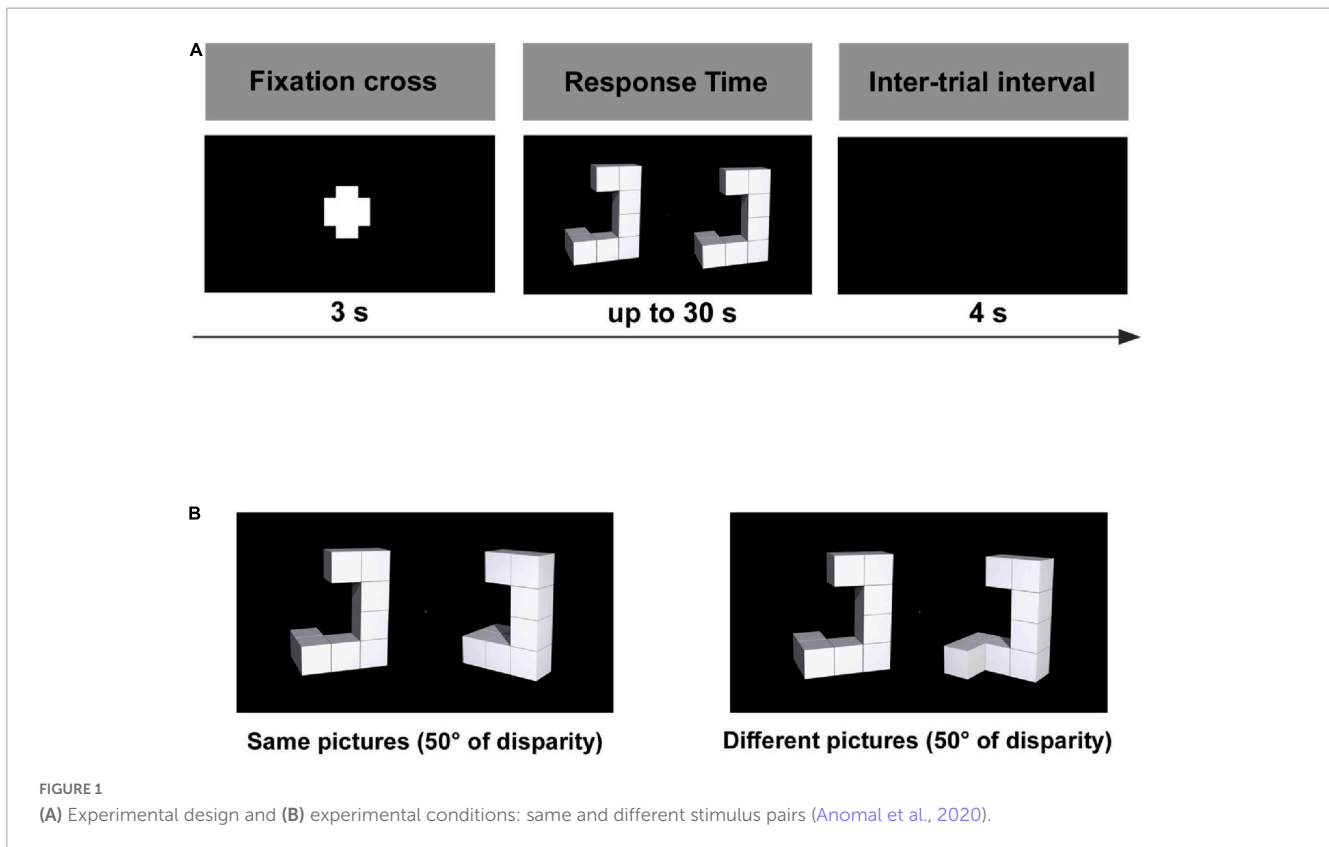 A
Fixation cross
Response Time
Inter-trial interval
3 s
up to 30 s
4 s
B
Same pictures (50° of disparity)
Different pictures (50° of disparity)
FIGURE 1
(A) Experimental design and (B) experimental conditions: same and different stimulus pairs (Anomal et al., 2020).